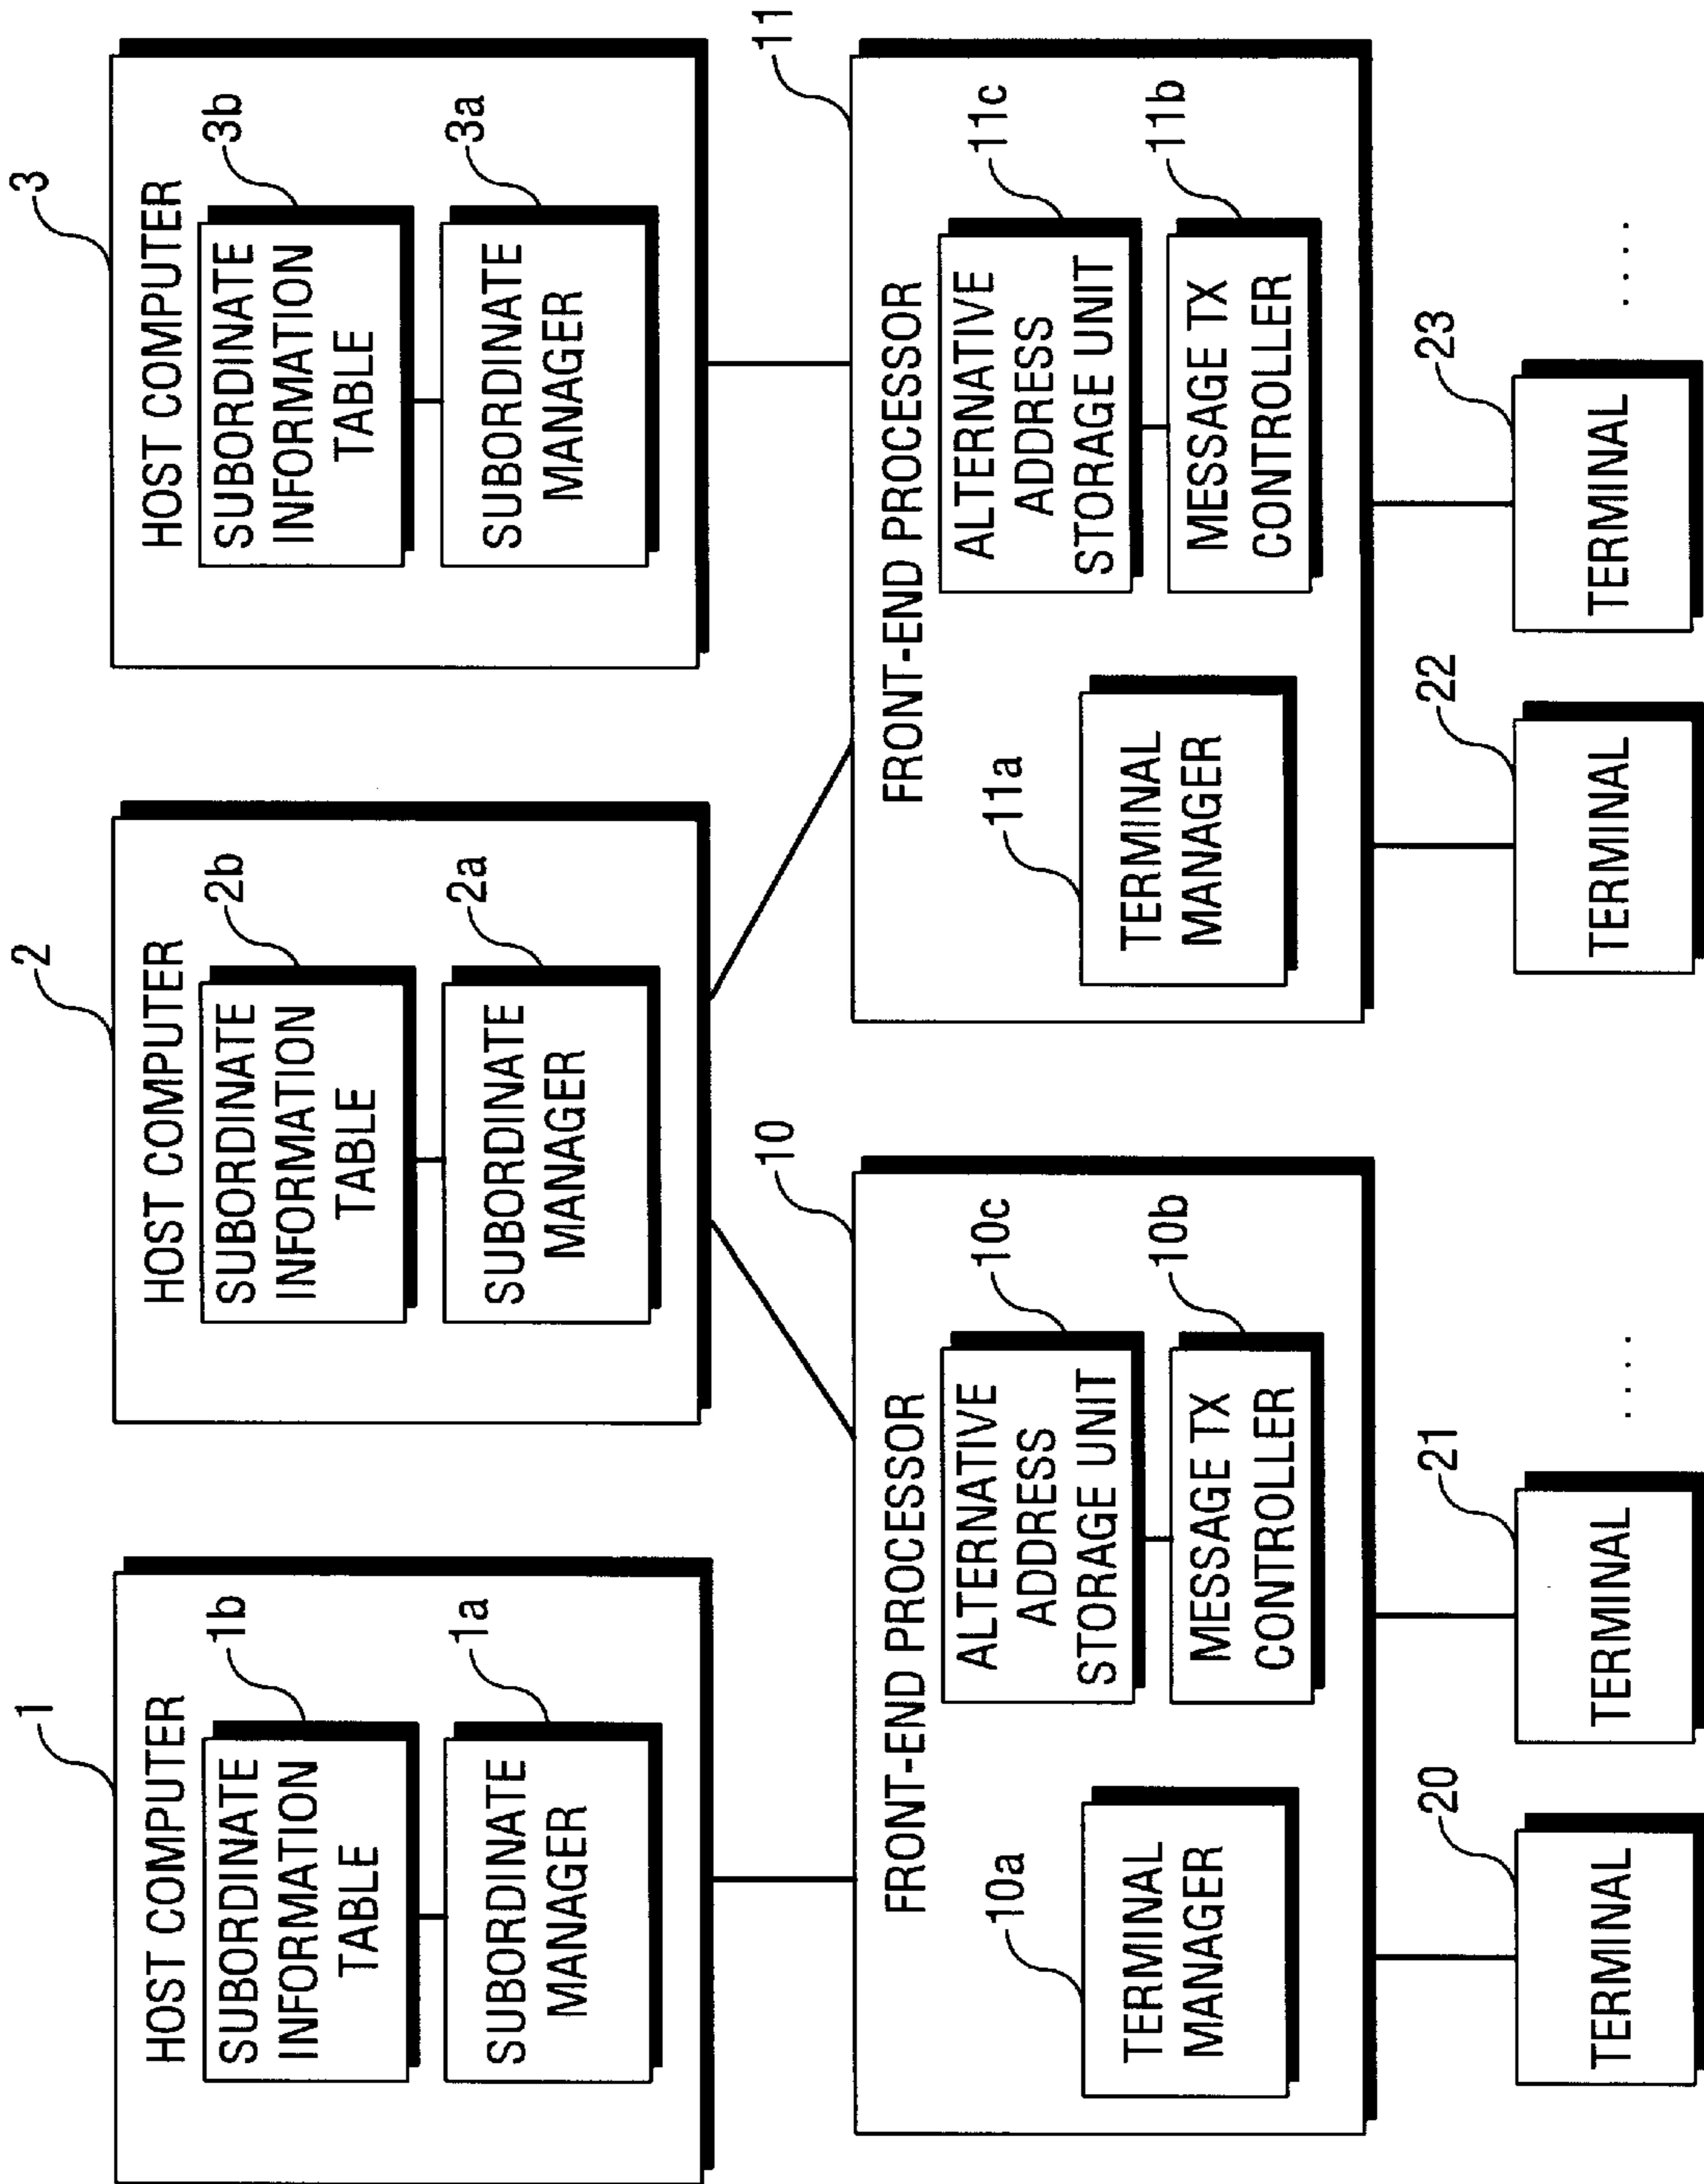 1
HOST COMPUTER
SUBORDINATE
INFORMATION
TABLE
1b
SUBORDINATE
MANAGER
1a
2
HOST COMPUTER
SUBORDINATE
INFORMATION
TABLE
2b
SUBORDINATE
MANAGER
2a
3
HOST COMPUTER
SUBORDINATE
INFORMATION
TABLE
3b
SUBORDINATE
MANAGER
3a
10
FRONT-END PROCESSOR
10a
TERMINAL
MANAGER
ALTERNATIVE
ADDRESS
STORAGE UNIT
10c
MESSAGE TX
CONTROLLER
10b
11
FRONT-END PROCESSOR
11a
TERMINAL
MANAGER
ALTERNATIVE
ADDRESS
STORAGE UNIT
11c
MESSAGE TX
CONTROLLER
11b
20
TERMINAL
21
TERMINAL
....
22
TERMINAL
23
TERMINAL
....